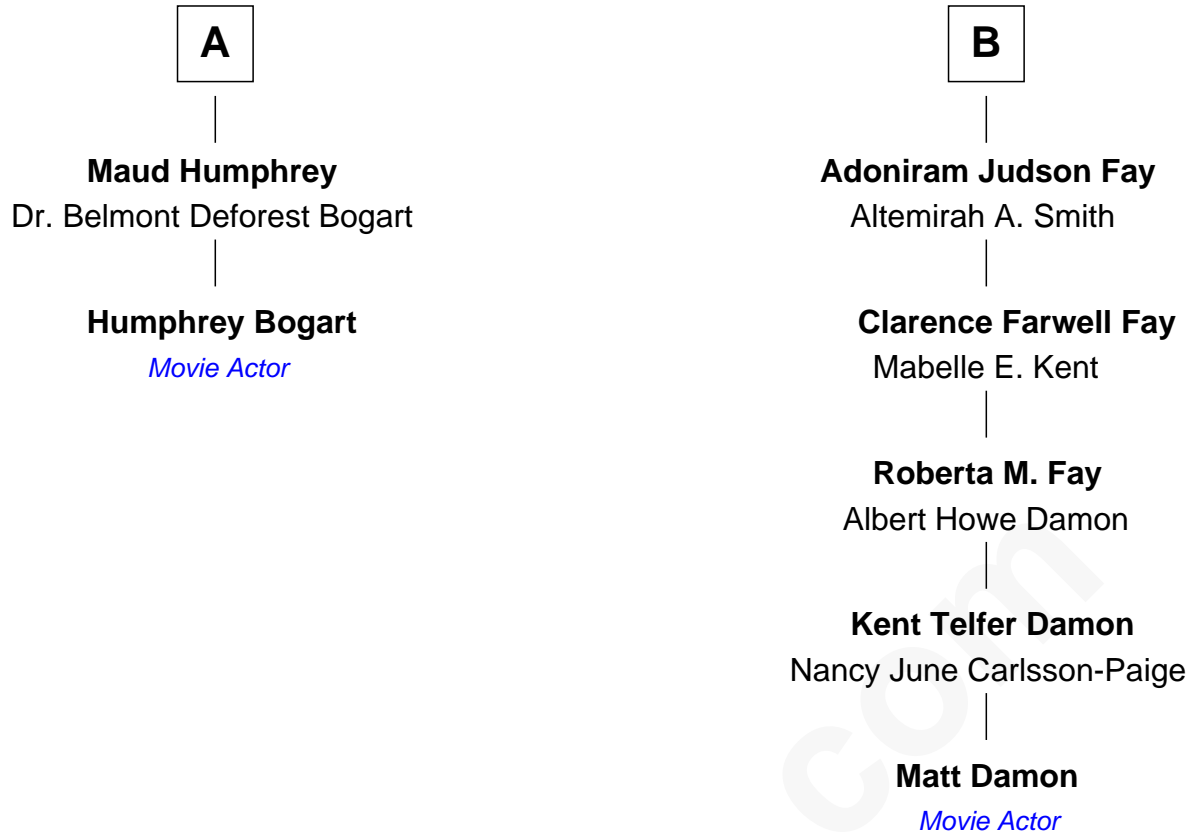 A
Maud Humphrey
Dr. Belmont Deforest Bogart
Humphrey Bogart
Movie Actor
B
Adoniram Judson Fay
Altemirah A. Smith
Clarence Farwell Fay
Mabelle E. Kent
Roberta M. Fay
Albert Howe Damon
Kent Telfer Damon
Nancy June Carlsson-Paige
Matt Damon
Movie Actor
com